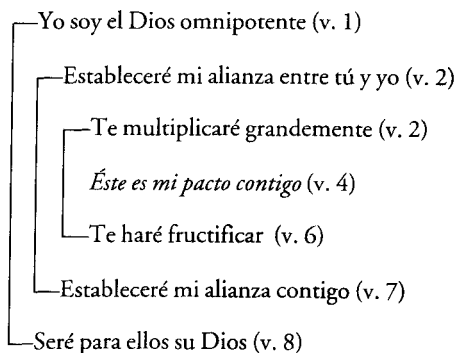 Yo soy el Dios omnipotente (v. 1)
Estableceré mi alianza entre tú y yo (v. 2)
Te multiplicaré grandemente (v. 2)
Éste es mi pacto contigo (v. 4)
Te haré fructificar (v. 6)
Estableceré mi alianza contigo (v. 7)
Seré para ellos su Dios (v. 8)